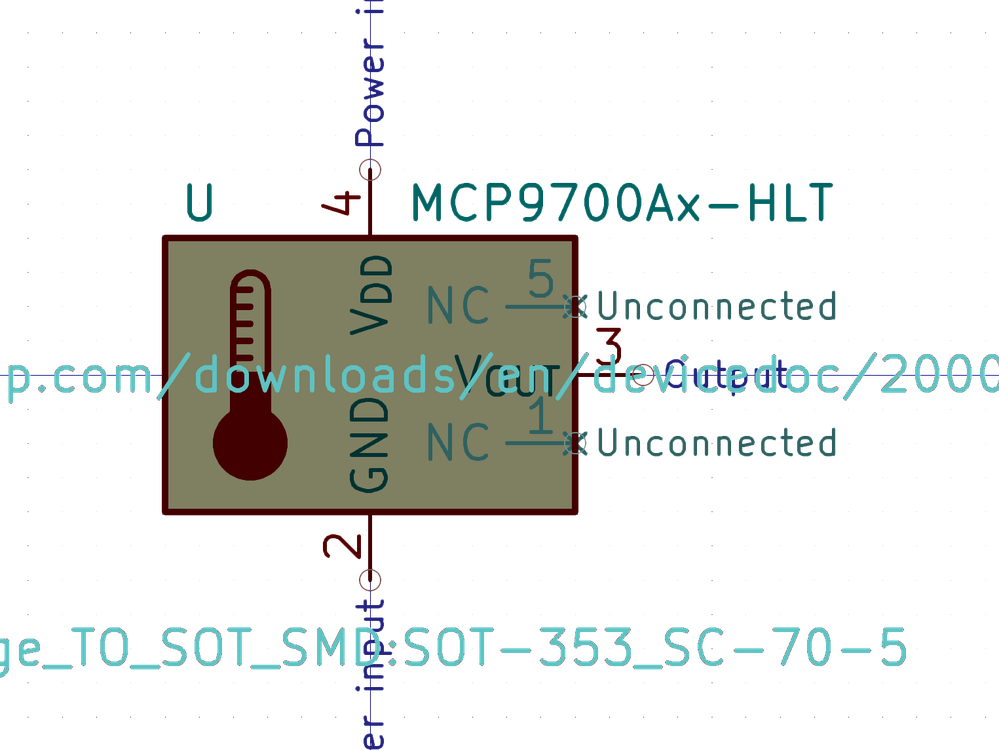 Power in
U
4
MCP9700Ax-HLT
VDD
5
NC
Unconnected
3
p.com/downloads/en/devicedoc/2000
VOUT
Output
1
NC
Unconnected
GND
2
er input
ge_TO_SOT_SMD:SOT-353_SC-70-5